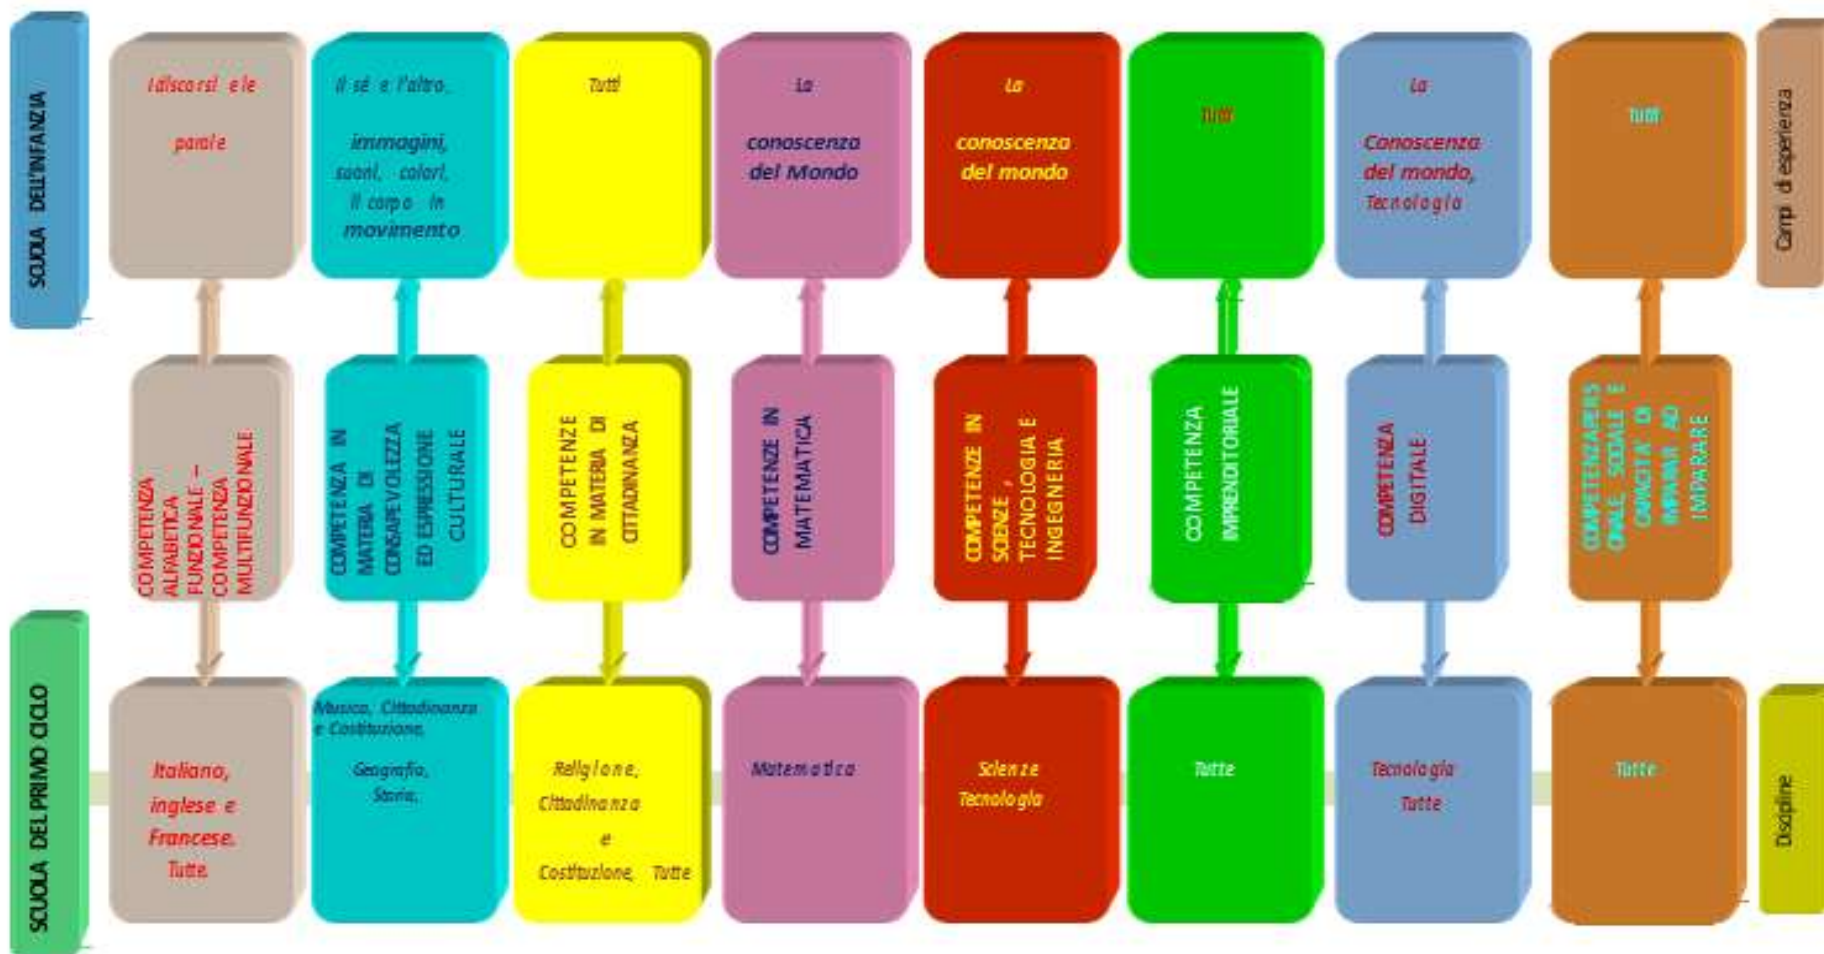 SCUOLA DELL'INFANZIA
I discorsi e le
parole
Il sé e l'altro,
immagini,
suoni, colori,
Il corpo in
movimento
Tutti
La
conoscenza
del Mondo
La
conoscenza
del mondo
Tutti
La
Conoscenza
del mondo,
Tecnologia
Tutti
Campi di esperienza
COMPETENZA
ALFABETICA
FUNZIONALE –
COMPETENZA
MULTIFUNZIONALE
COMPETENZA IN
MATERIA DI
CONSAPEVOLEZZA
ED ESPRESSIONE
CULTURALE
COMPETENZE
IN MATERIA DI
CITTADINANZA
COMPETENZE IN
MATEMATICA
COMPETENZE IN
SCIENZE ,
TECNOLOGIA E
INGEGNERIA
COMPETENZA
IMPRENDITORIALE
COMPETENZA
DIGITALE
COMPETENZAPERS
ONALE SOCIALE E
CAPACITA' DI
IMPARAR AD
IMPARARE
SCUOLA DEL PRIMO CICLO
Italiano,
inglese e
Francese.
Tutte.
Musica, Cittadinanza
e Costituzione,
Geografia,
Storia,
Religione,
Cittadinanza
e
Costituzione, Tutte
Matematica
Scienze
Tecnologia
Tutte
Tecnologia
Tutte
Tutte
Discipline